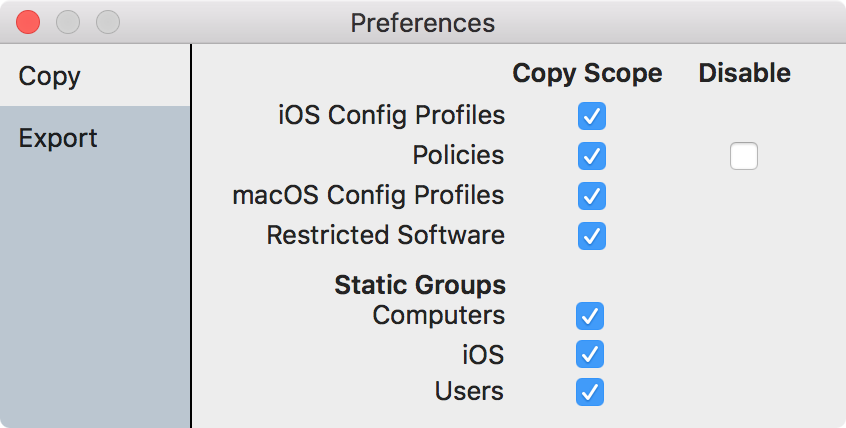 Preferences
Copy
Export
Copy Scope Disable
iOS Config Profiles
Policies
macOS Config Profiles
Restricted Software
Static Groups
Computers
iOS
Users